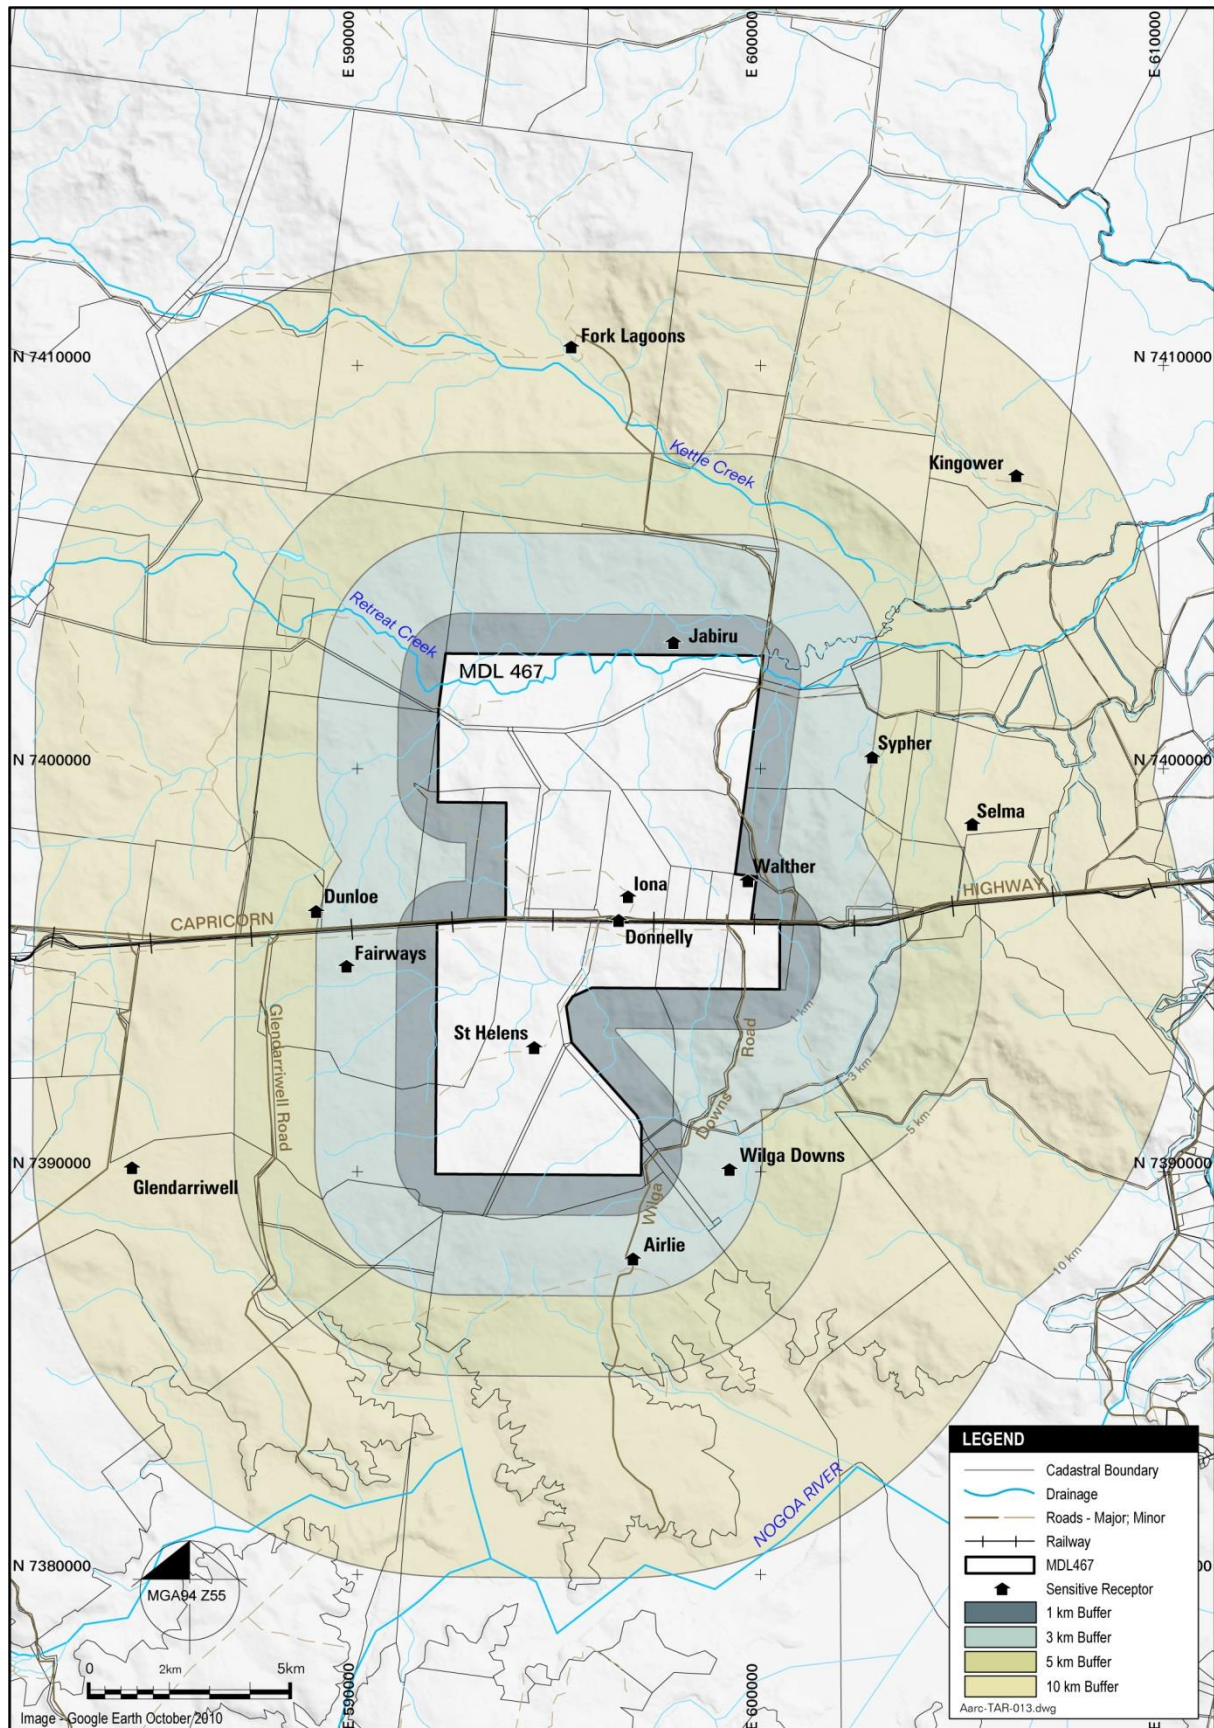 E 590000
E 600000
E 610000
Fork Lagoons
N 7410000
N 7410000
Kettle Creek
Kingower
Retreat Creek
Jabiru
MDL 467
Sypher
N 7400000
N 7400000
Selma
Walther
Iona
HIGHWAY
Dunloe
CAPRICORN
Donnelly
Fairways
1 km
Glendarriwell Road
St Helens
Road
3 km
Downs
5 km
Wilga Downs
N 7390000
N 7390000
Glendarriwell
Wilga
Airlie
10 km
LEGEND
Cadastral Boundary
Drainage
Roads - Major; Minor
Railway
MDL467
Sensitive Receptor
1 km Buffer
3 km Buffer
5 km Buffer
10 km Buffer
Aarc-TAR-013.dwg
NOGOA RIVER
N 7380000
MGA94 Z55
0 2km 5km
E 590000
E 600000
Image - Google Earth October 2010